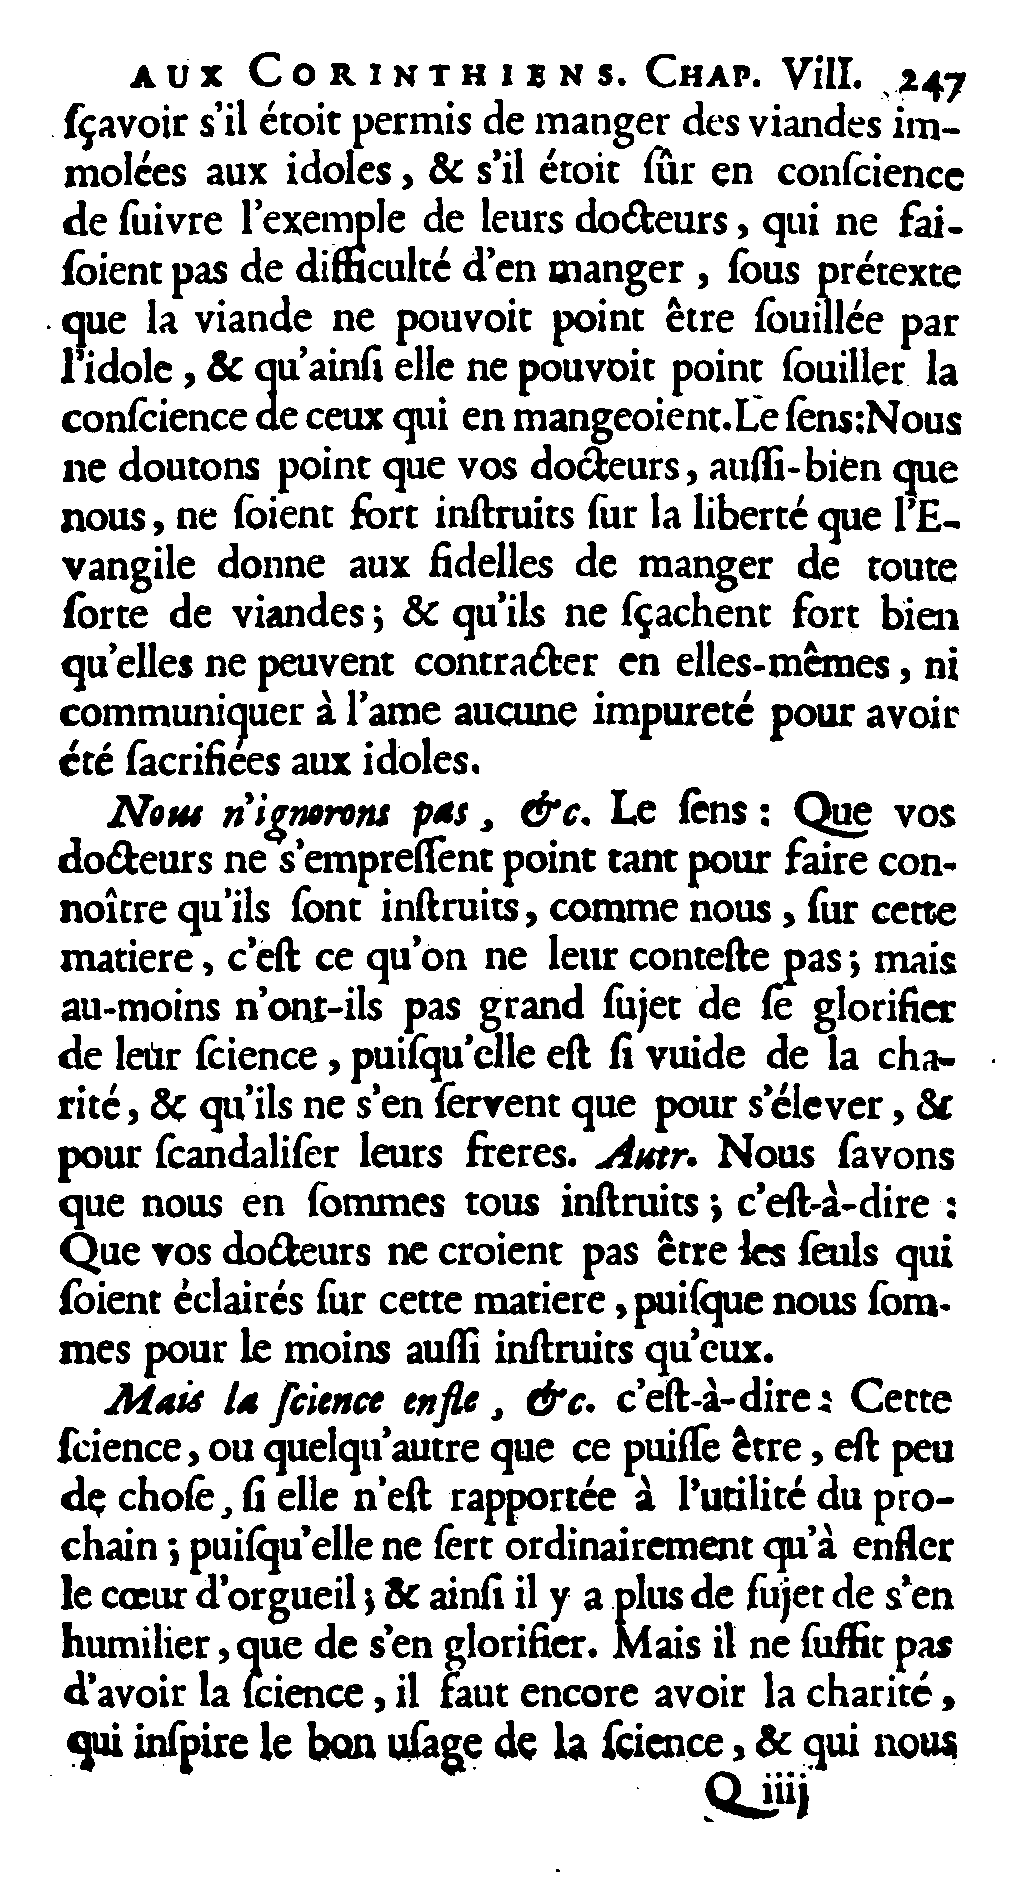 AUX CORINTHIENS. CHAP. VIII. 247
ſçavoir s'il étoit permis de manger des viandes im-
molées aux idoles, & s'il étoit ſûr en conſcience
de ſuivre l'exemple de leurs docteurs, qui ne fai-
ſoient pas de difficulté d'en manger, ſous prétexte
que la viande ne pouvoit point être ſouillée par
l'idole, & qu'ainſi elle ne pouvoit point ſouiller la
conſcience de ceux qui en mangeoient. Le ſens: Nous
ne doutons point que vos docteurs, auſſi-bien que
nous, ne ſoient fort inſtruits ſur la liberté que l'E-
vangile donne aux fidelles de manger de toute
ſorte de viandes; & qu'ils ne ſçachent fort bien
qu'elles ne peuvent contracter en elles-mêmes, ni
communiquer à l'ame aucune impureté pour avoir
été ſacrifiées aux idoles.
Nous n'ignorons pas, &c. Le ſens: Que vos
docteurs ne s'empreſſent point tant pour faire con-
noître qu'ils ſont inſtruits, comme nous, ſur cette
matiere, c'eſt ce qu'on ne leur conteſte pas; mais
au-moins n'ont-ils pas grand ſujet de ſe glorifier
de leur ſcience, puiſqu'elle eſt ſi vuide de la cha-
rité, & qu'ils ne s'en ſervent que pour s'élever, &
pour ſcandaliſer leurs freres. Autr. Nous ſavons
que nous en ſommes tous inſtruits; c'eſt-à-dire:
Que vos docteurs ne croient pas être les ſeuls qui
ſoient éclairés ſur cette matiere, puiſque nous ſom-
mes pour le moins auſſi inſtruits qu'eux.
Mais la ſcience enfle, &c. c'eſt-à-dire: Cette
ſcience, ou quelqu'autre que ce puiſſe être, eſt peu
de choſe, ſi elle n'eſt rapportée à l'utilité du pro-
chain; puiſqu'elle ne ſert ordinairement qu'à enfler
le cœur d'orgueil; & ainſi il y a plus de ſujet de s'en
humilier, que de s'en glorifier. Mais il ne ſuffit pas
d'avoir la ſcience, il faut encore avoir la charité,
qui inſpire le bon uſage de la ſcience, & qui nous
Q iiij